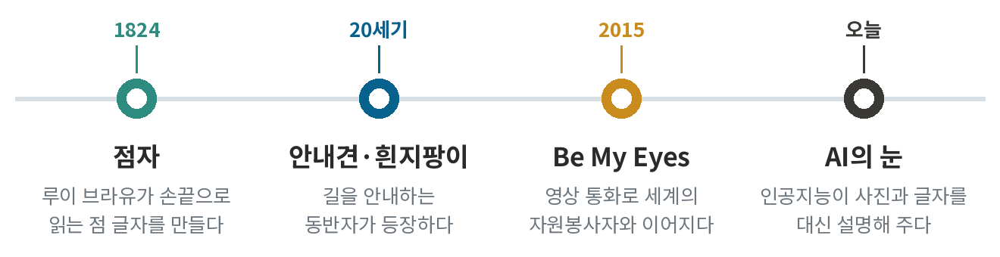 1824
20세기
2015
오늘
점자
안내견·흰지팡이
Be My Eyes
AI의 눈
루이 브라유가 손끝으로
읽는 점 글자를 만들다
길을 안내하는
동반자가 등장하다
영상 통화로 세계의
자원봉사자와 이어지다
인공지능이 사진과 글자를
대신 설명해 주다